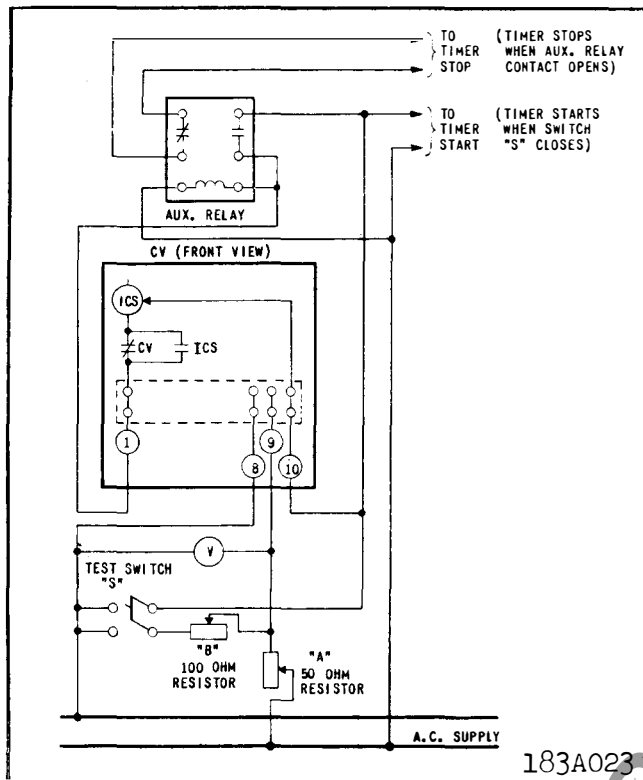 TO (TIMER STOPS
TIMER WHEN AUX. RELAY
STOP CONTACT OPENS)
TO (TIMER STARTS
TIMER WHEN SWITCH
START "S" CLOSES)
AUX. RELAY
CV (FRONT VIEW)
ICS
CV ICS
1
9
8
10
V
TEST SWITCH
"S"
"B"
100 OHM
RESISTOR
"A"
50 OHM
RESISTOR
A.C. SUPPLY
183A023